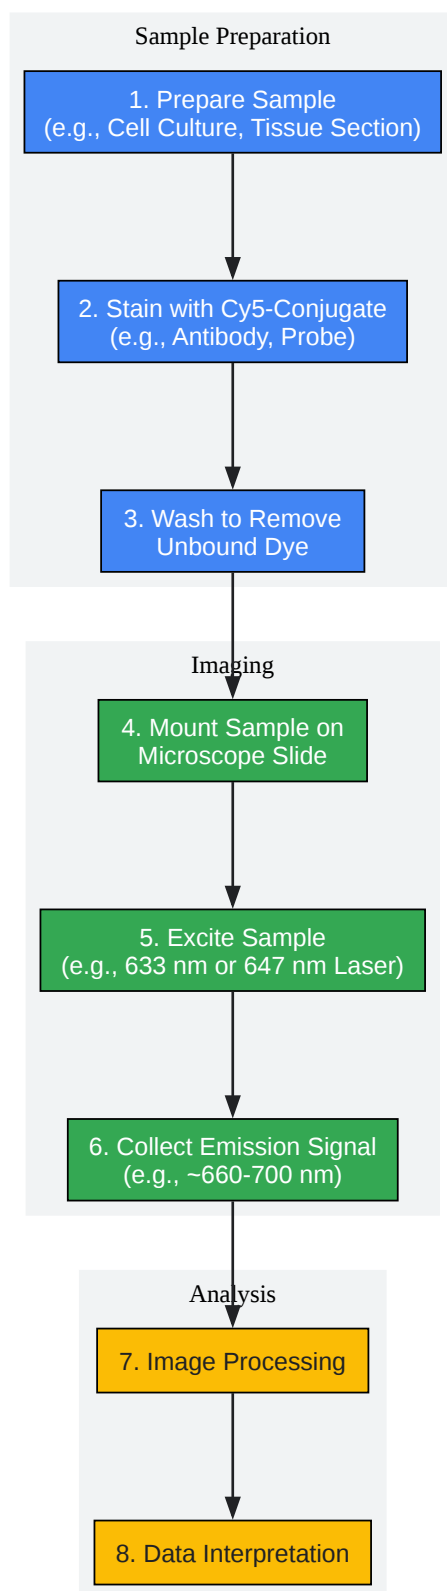 Sample Preparation
1. Prepare Sample
(e.g., Cell Culture, Tissue Section)
2. Stain with Cy5-Conjugate
(e.g., Antibody, Probe)
3. Wash to Remove
Unbound Dye
Imaging
4. Mount Sample on
Microscope Slide
5. Excite Sample
(e.g., 633 nm or 647 nm Laser)
6. Collect Emission Signal
(e.g., ~660-700 nm)
Analysis
7. Image Processing
8. Data Interpretation